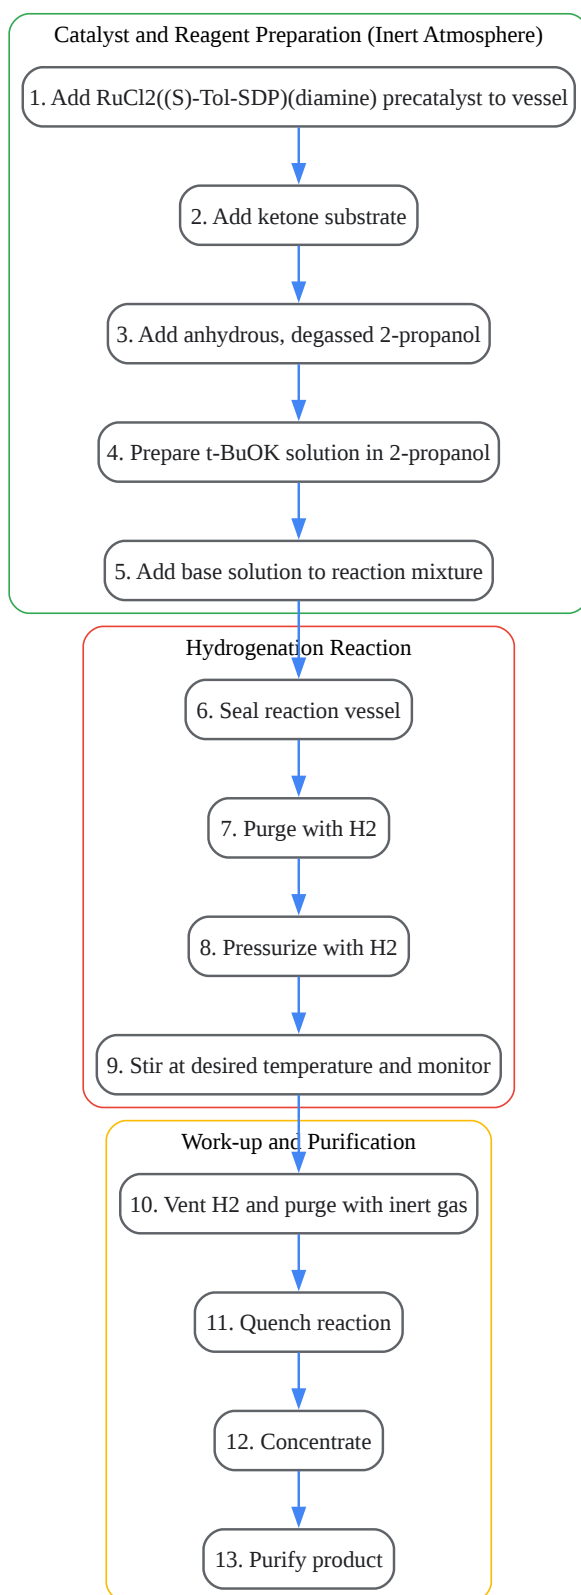 Catalyst and Reagent Preparation (Inert Atmosphere)
1. Add RuCl2((S)-Tol-SDP)(diamine) precatalyst to vessel
2. Add ketone substrate
3. Add anhydrous, degassed 2-propanol
4. Prepare t-BuOK solution in 2-propanol
5. Add base solution to reaction mixture
Hydrogenation Reaction
6. Seal reaction vessel
7. Purge with H2
8. Pressurize with H2
9. Stir at desired temperature and monitor
Work-up and Purification
10. Vent H2 and purge with inert gas
11. Quench reaction
12. Concentrate
13. Purify product